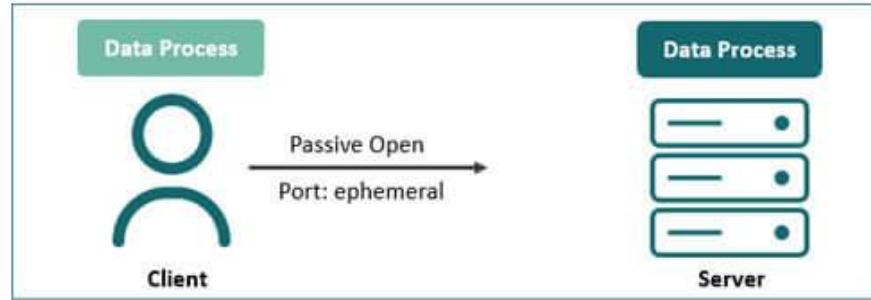 Data Process
Data Process
Passive Open
Port: ephemeral
Client
Server